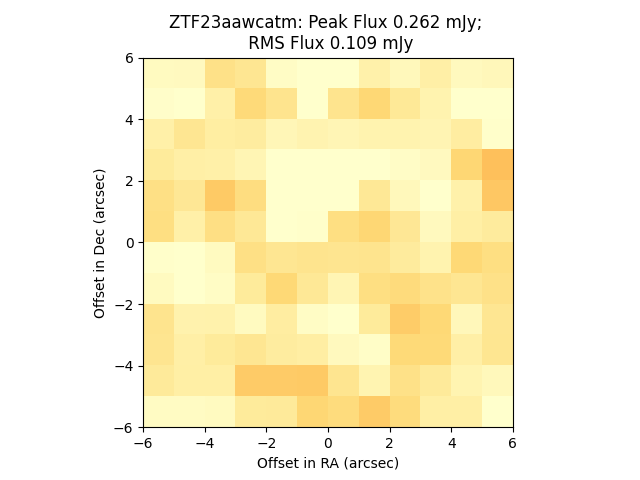 ZTF23aawcatm: Peak Flux 0.262 mJy;
RMS Flux 0.109 mJy
6
4
2
0
−2
−4
−6
Offset in Dec (arcsec)
−6 −4 −2 0 2 4 6
Offset in RA (arcsec)